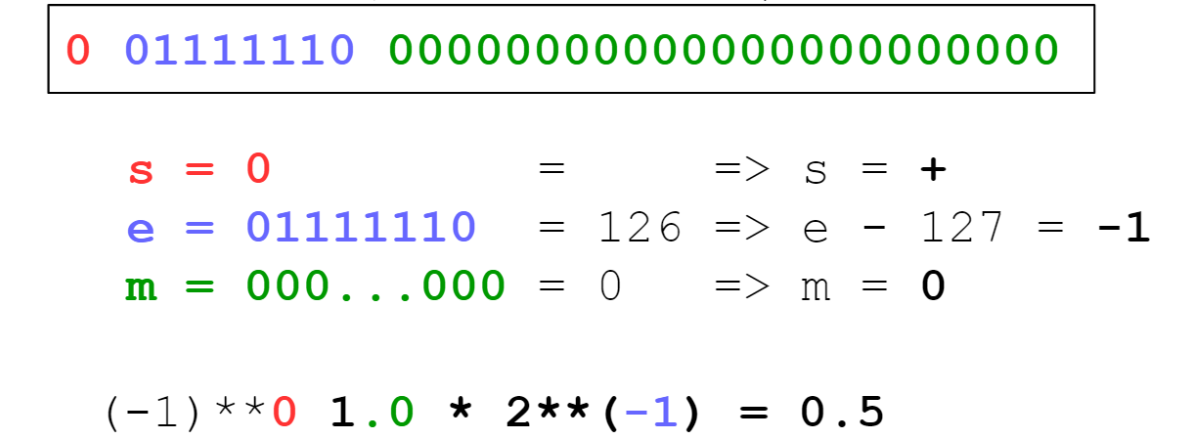 0 01111110 00000000000000000000000
s = 0 = => s = +
e = 01111110 = 126 => e - 127 = -1
m = 000...000 = 0 => m = 0
(-1)**0 1.0 * 2**(-1) = 0.5